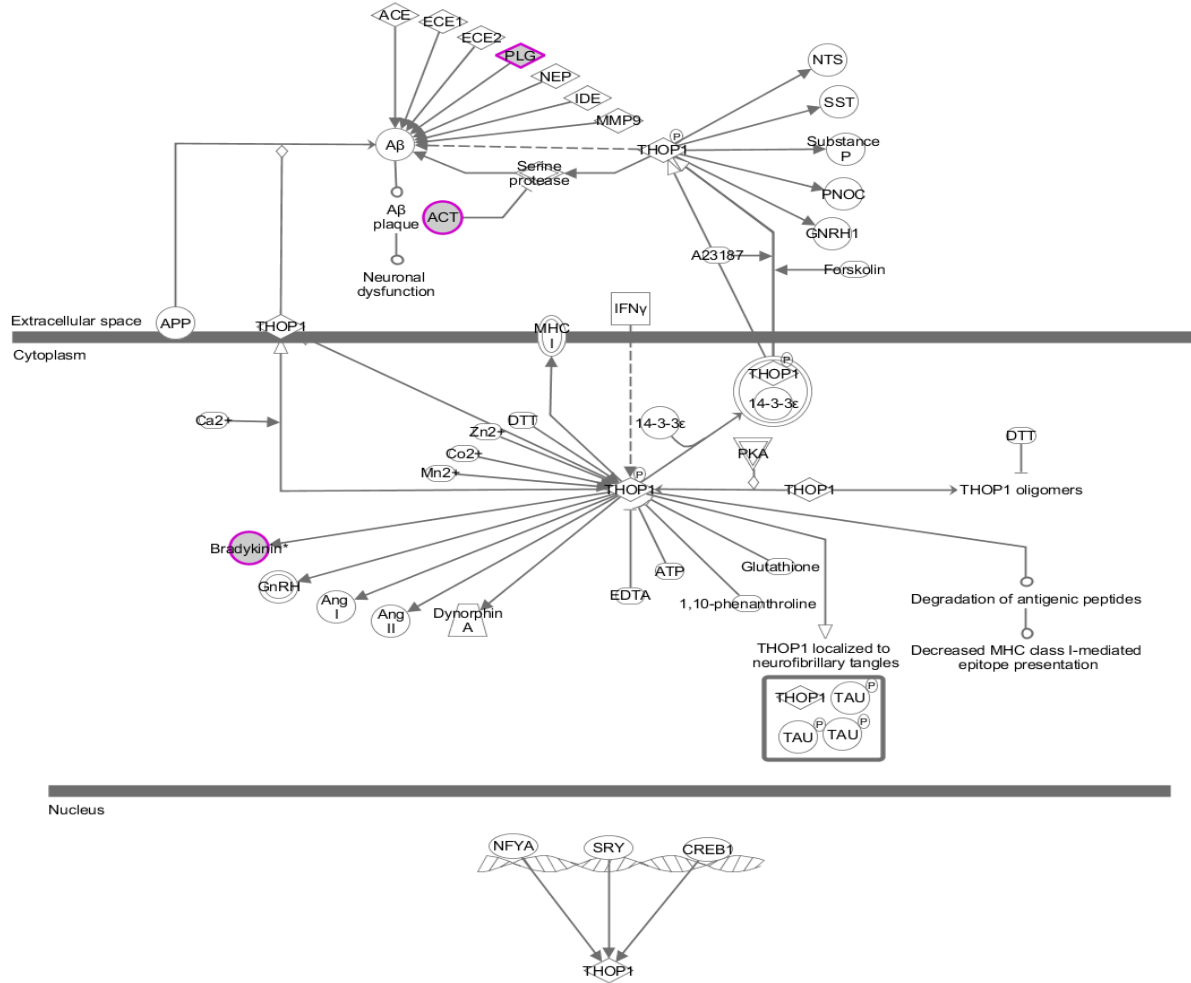 ACE
ECE1
ECE2
PLG
NEP
IDE
MMP9
NTS
SST
Substance
P
PNOC
GNRH1
P
THOP1
Aβ
Serine
protease
Aβ
plaque
ACT
Neuronal
dysfunction
A23187
Forskolin
IFNγ
Extracellular space
APP
THOP1
MHC
I
Cytoplasm
P
THOP1
14-3-3ε
Ca2+
DTT
Zn2+
Co2+
Mn2+
14-3-3ε
PKA
DTT
P
THOP1
THOP1
THOP1 oligomers
Bradykinin*
GnRH
Ang
I
Ang
II
Dynorphin
A
EDTA
ATP
1,10-phenanthroline
Glutathione
Degradation of antigenic peptides
Decreased MHC class I-mediated
epitope presentation
THOP1 localized to
neurofibrillary tangles
THOP1
TAU
P
TAU
P
TAU
P
Nucleus
NFYA
SRY
CREB1
THOP1